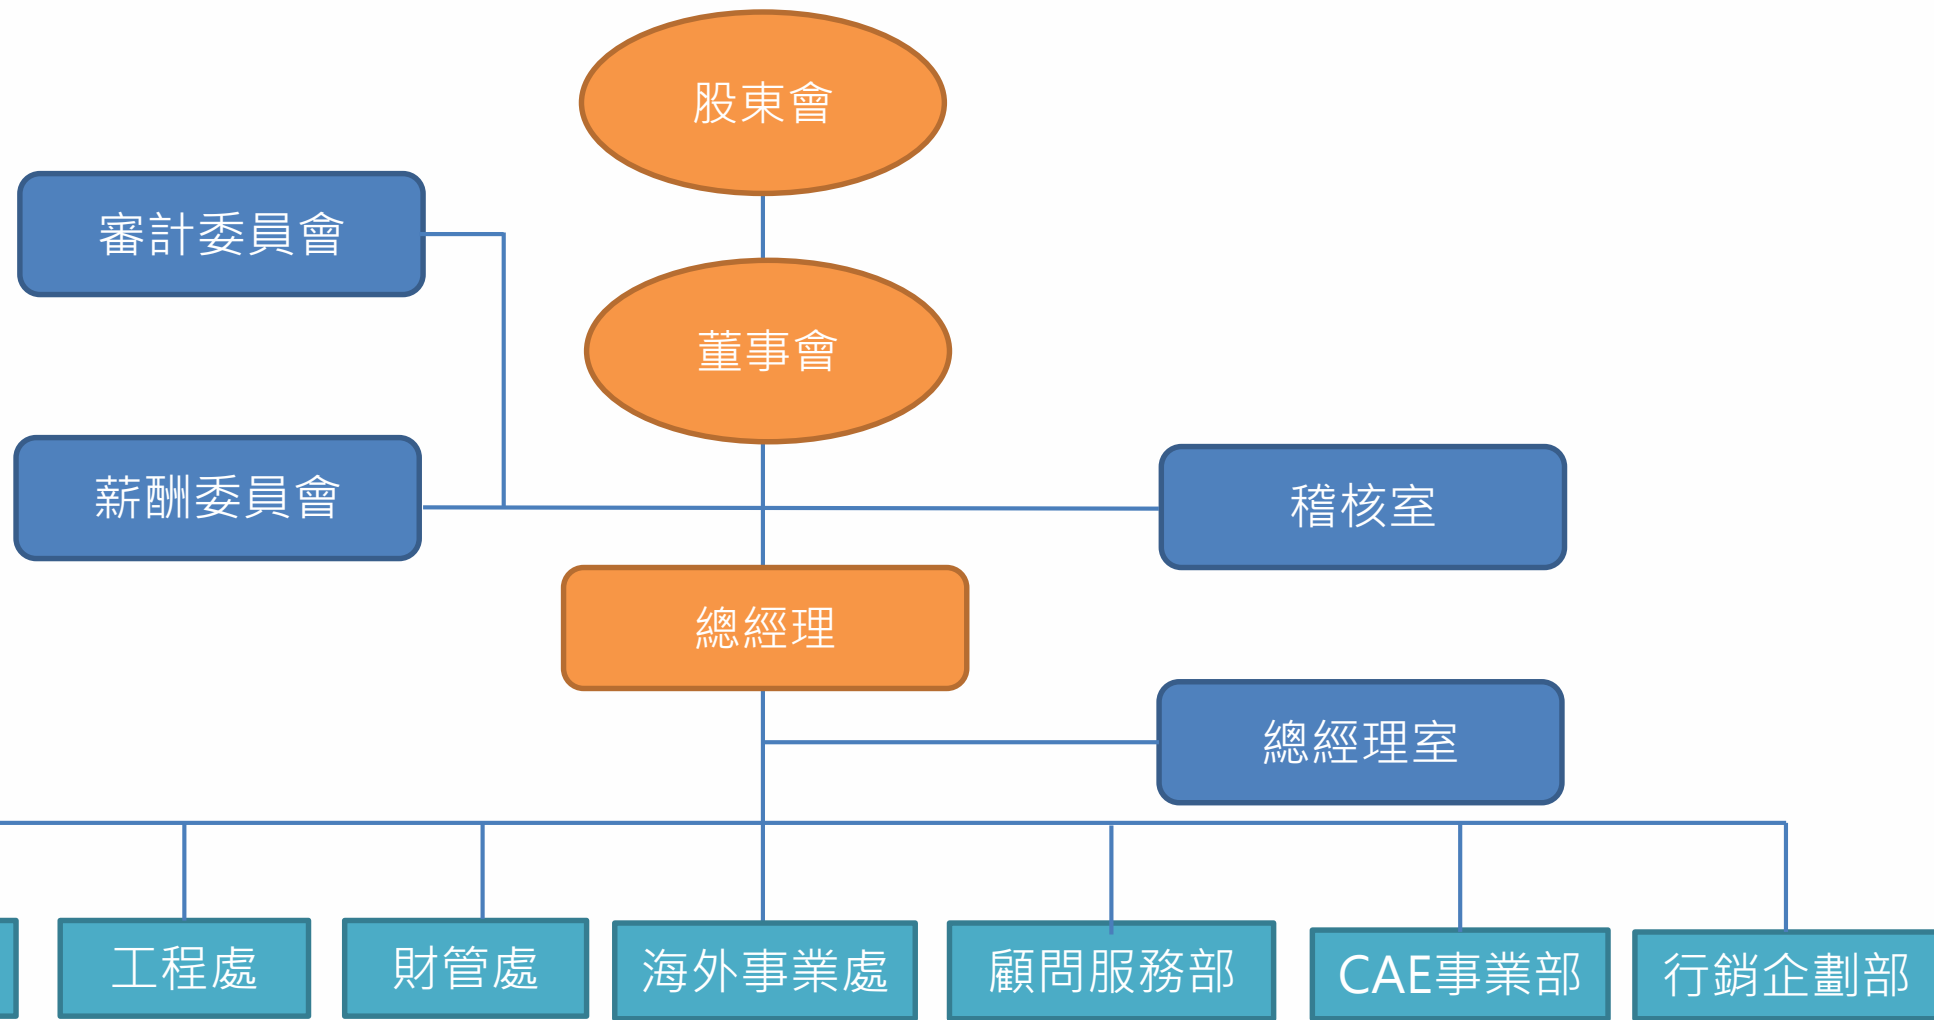 股東會
審計委員會
董事會
薪酬委員會
稽核室
總經理
總經理室
工程處
財管處
海外事業處
顧問服務部
CAE事業部
行銷企劃部